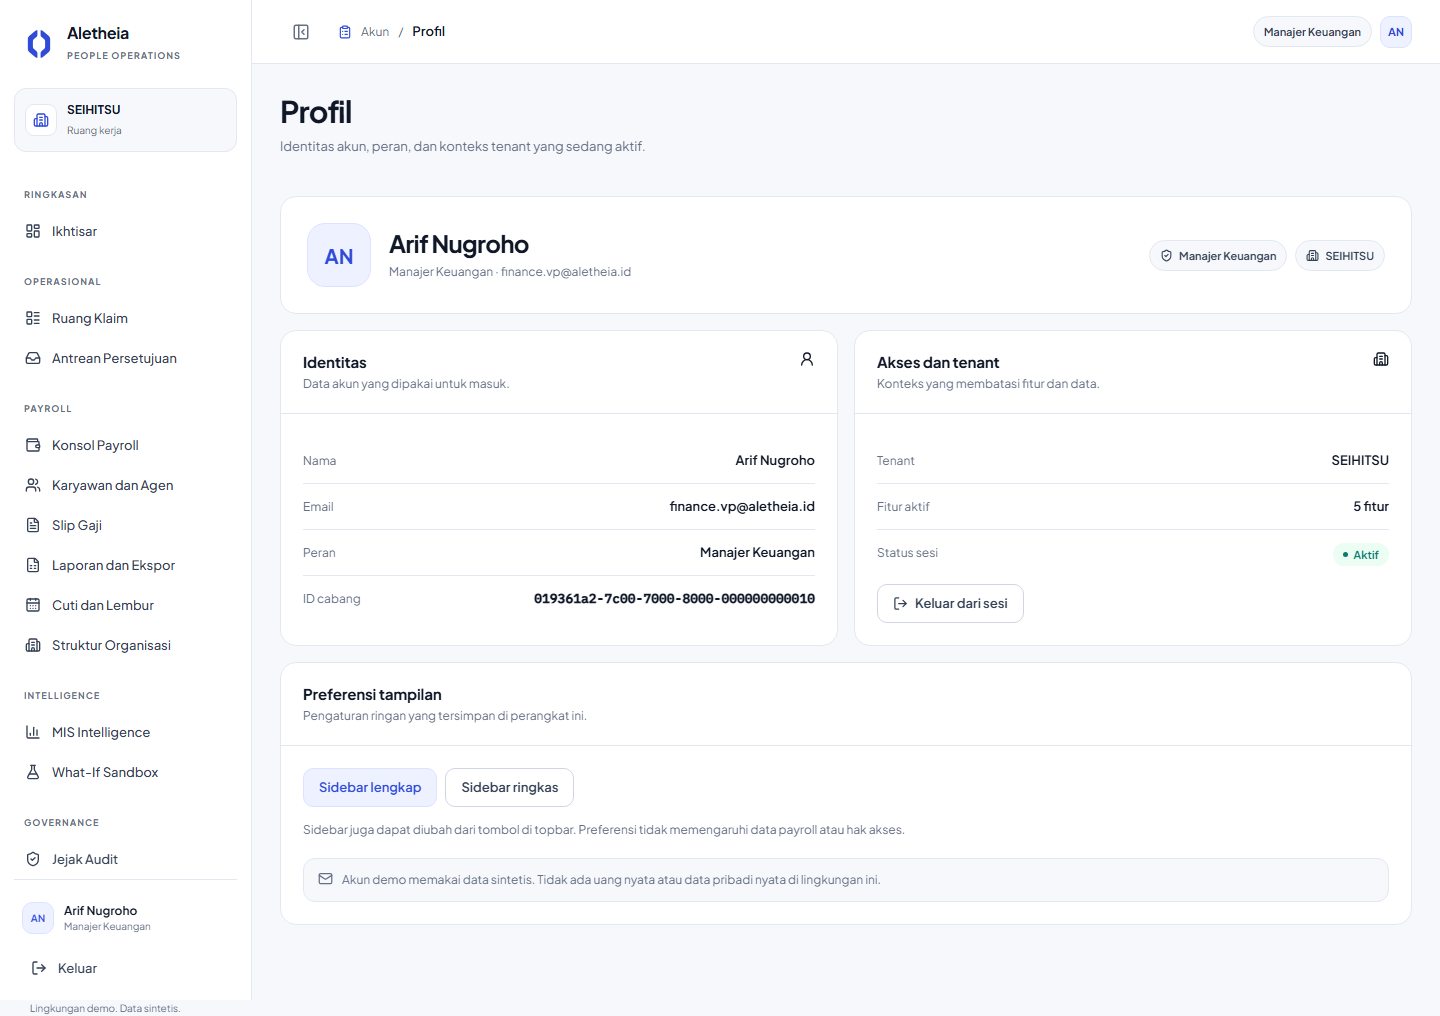 Aletheia
PEOPLE OPERATIONS
SEIHITSU
Ruang kerja
RINGKASAN
Ikhtisar
OPERASIONAL
Ruang Klaim
Antrean Persetujuan
PAYROLL
Konsol Payroll
Karyawan dan Agen
Slip Gaji
Laporan dan Ekspor
Cuti dan Lembur
Struktur Organisasi
INTELLIGENCE
MIS Intelligence
What-If Sandbox
GOVERNANCE
Jejak Audit
AN
Arif Nugroho
Manajer Keuangan
Keluar
Lingkungan demo. Data sintetis.
Akun / Profil
Manajer Keuangan
AN
Profil
Identitas akun, peran, dan konteks tenant yang sedang aktif.
AN
Arif Nugroho
Manajer Keuangan · finance.vp@aletheia.id
Manajer Keuangan
SEIHITSU
Identitas
Data akun yang dipakai untuk masuk.
Nama Arif Nugroho
Email finance.vp@aletheia.id
Peran Manajer Keuangan
ID cabang 019361a2-7c00-7000-8000-000000000010
Akses dan tenant
Konteks yang membatasi fitur dan data.
Tenant SEIHITSU
Fitur aktif 5 fitur
Status sesi Aktif
Keluar dari sesi
Preferensi tampilan
Pengaturan ringan yang tersimpan di perangkat ini.
Sidebar lengkap
Sidebar ringkas
Sidebar juga dapat diubah dari tombol di topbar. Preferensi tidak memengaruhi data payroll atau hak akses.
Akun demo memakai data sintetis. Tidak ada uang nyata atau data pribadi nyata di lingkungan ini.